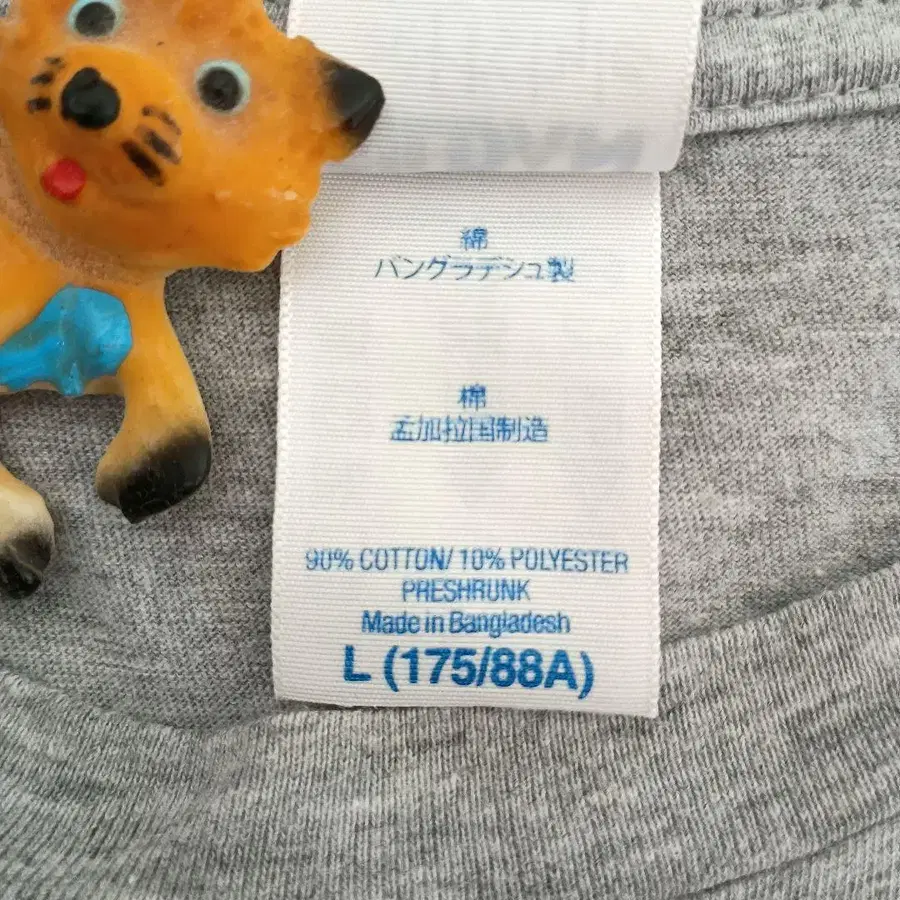 綿
バングラデシュ製
棉
孟加拉国制造
90% COTTON/ 10% POLYESTER
PRESHRUNK
Made in Bangladesh
L (175/88A)